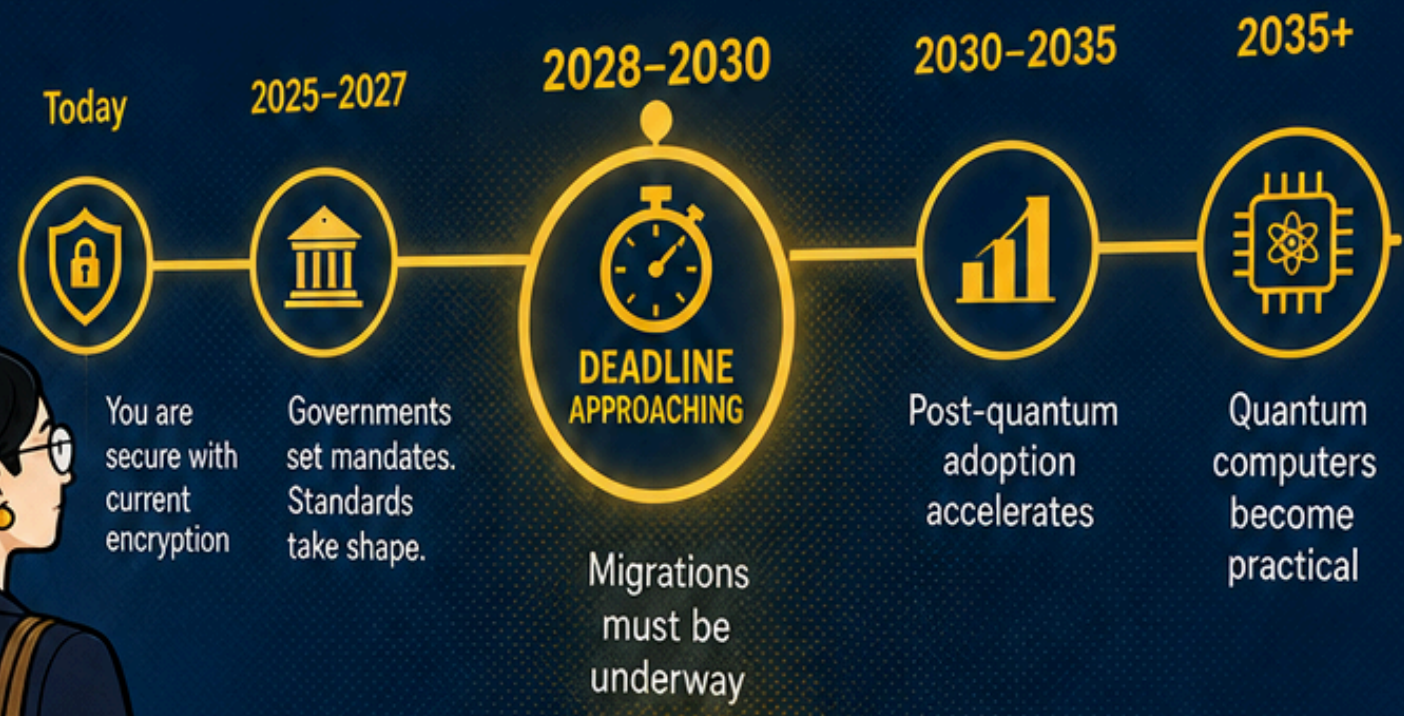 Today
2025–2027
2028–2030
2030–2035
2035+
DEADLINE
APPROACHING
You are
secure with
current
encryption
Governments
set mandates.
Standards
take shape.
Migrations
must be
underway
Post-quantum
adoption
accelerates
Quantum
computers
become
practical